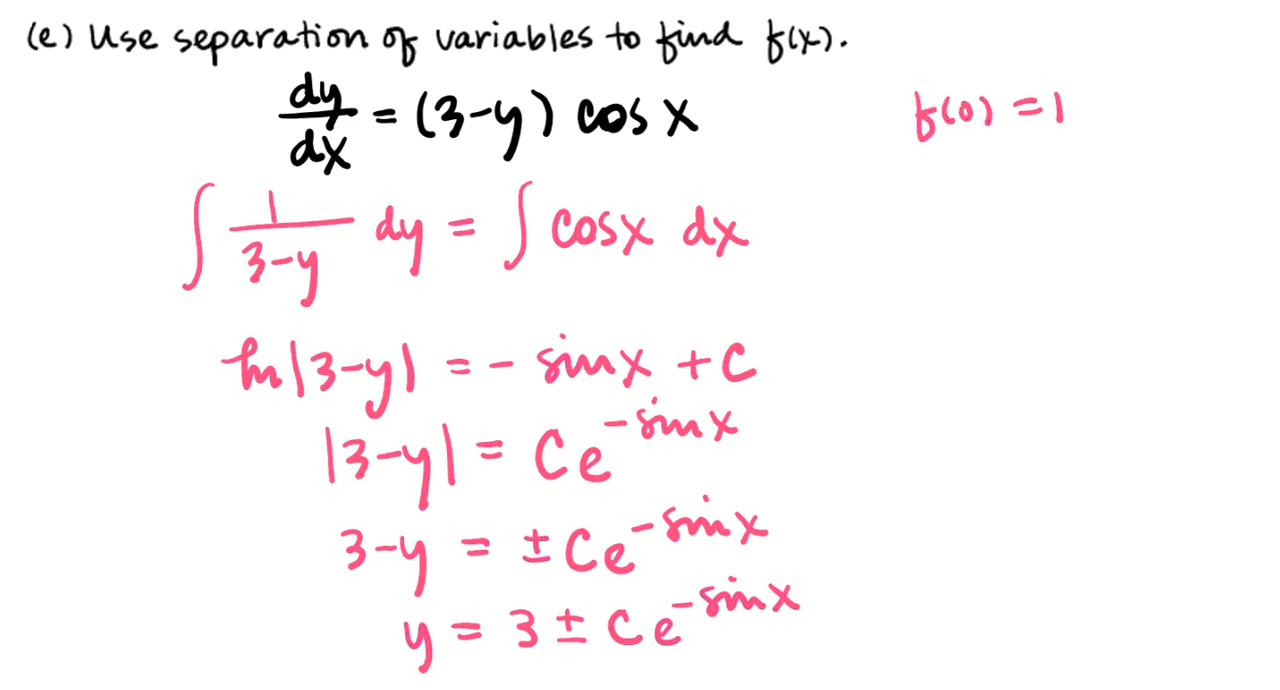 (e) Use separation of variables to find f(x).
dy/dx = (3-y) cos x
f(0) = 1
∫ 1/(3-y) dy = ∫ cosx dx
ln|3-y| = - sinx + C
|3-y| = Ce^(-sinx)
3-y = ± Ce^(-sinx)
y = 3 ± Ce^(-sinx)